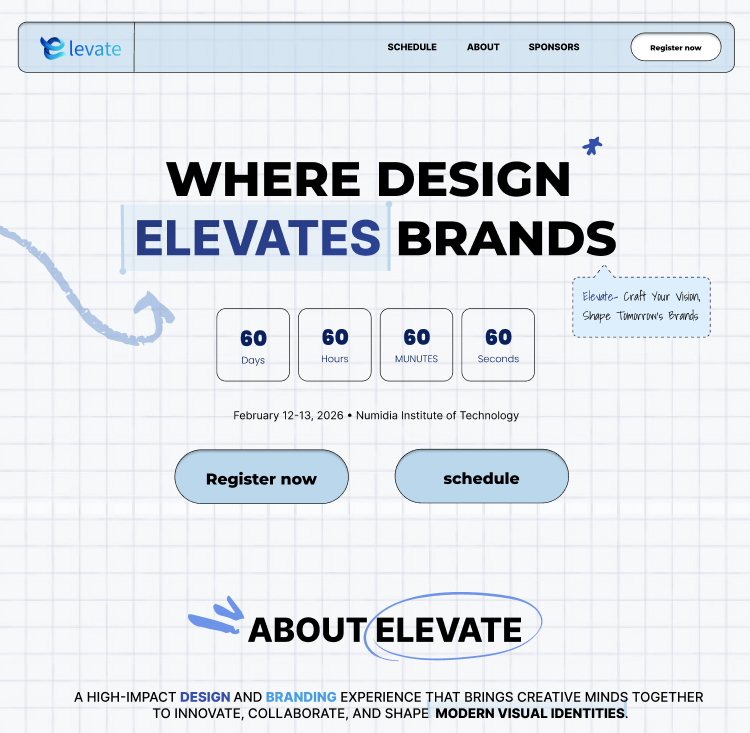 elevate
SCHEDULE ABOUT SPONSORS Register now
WHERE DESIGN
ELEVATES BRANDS
Elevate- Craft Your Vision,
Shape Tomorrow's Brands
60 60 60 60
Days Hours MUNUTES Seconds
February 12-13, 2026 • Numidia Institute of Technology
Register now schedule
ABOUT ELEVATE
A HIGH-IMPACT DESIGN AND BRANDING EXPERIENCE THAT BRINGS CREATIVE MINDS TOGETHER
TO INNOVATE, COLLABORATE, AND SHAPE MODERN VISUAL IDENTITIES.